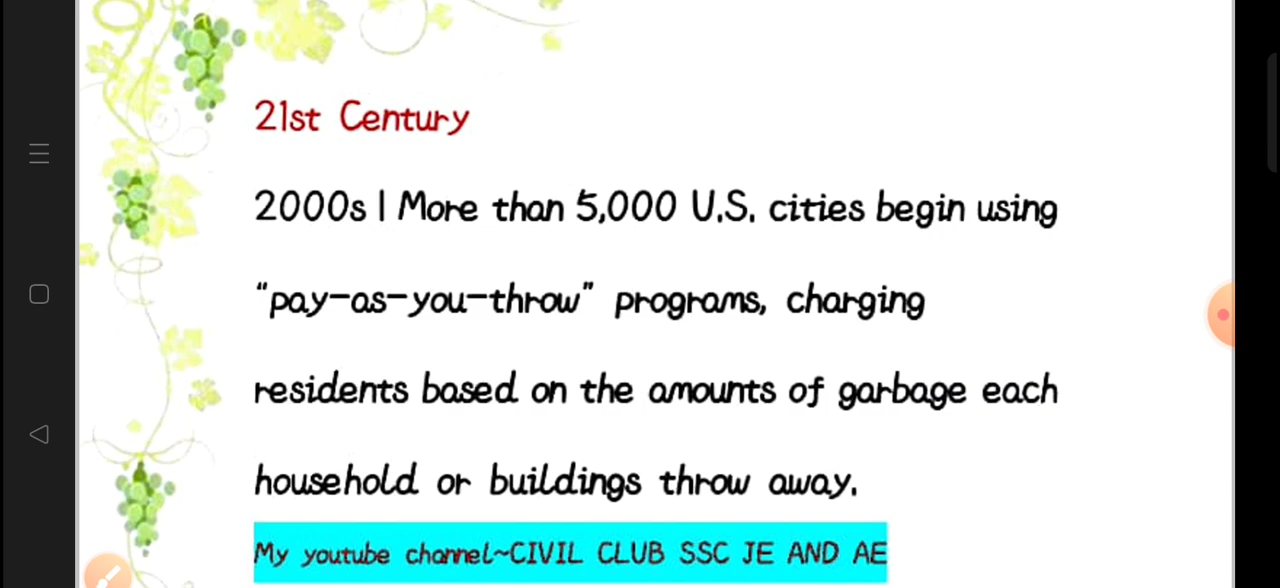 21st Century
2000s | More than 5,000 U.S. cities begin using
“pay-as-you-throw” programs, charging
residents based on the amounts of garbage each
household or buildings throw away.
My youtube channel~CIVIL CLUB SSC JE AND AE